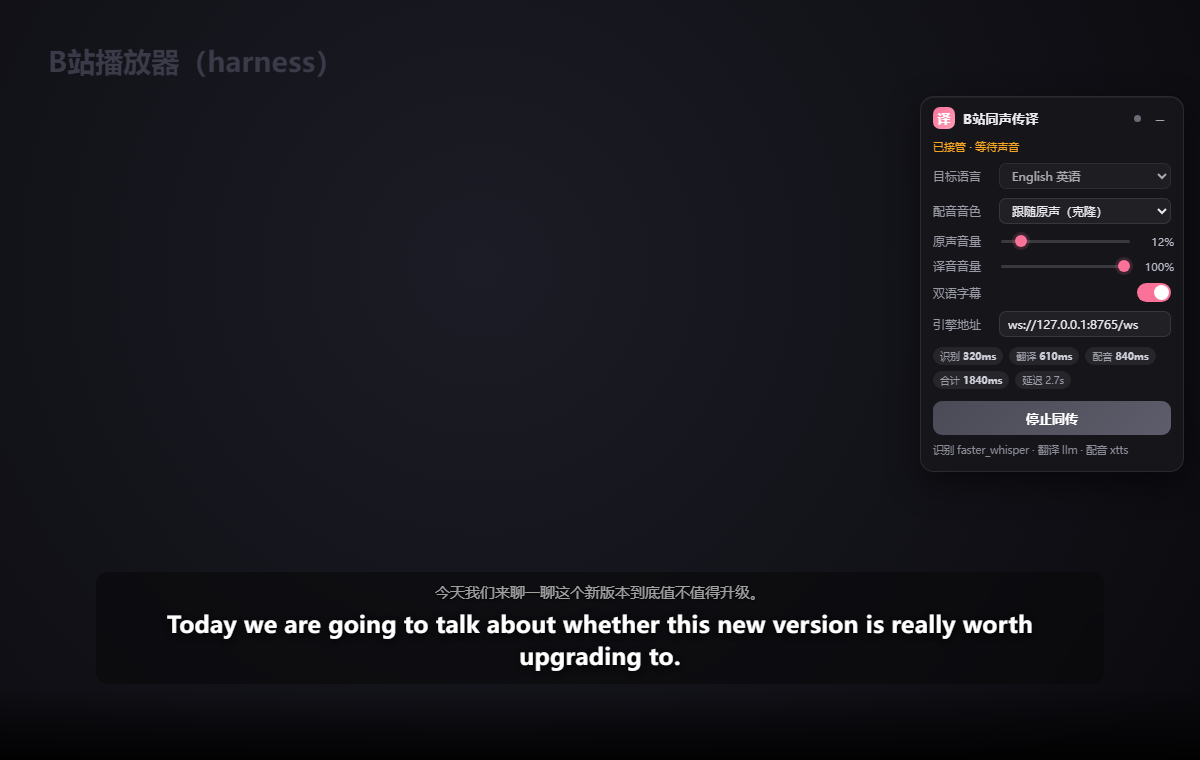 B站播放器（harness）
译 B站同声传译
已接管 · 等待声音
目标语言 English 英语
配音音色 跟随原声（克隆）
原声音量 12%
译音音量 100%
双语字幕
引擎地址 ws://127.0.0.1:8765/ws
识别 320ms 翻译 610ms 配音 840ms
合计 1840ms 延迟 2.7s
停止同传
识别 faster_whisper · 翻译 llm · 配音 xtts
今天我们来聊一聊这个新版本到底值不值得升级。
Today we are going to talk about whether this new version is really worth
upgrading to.